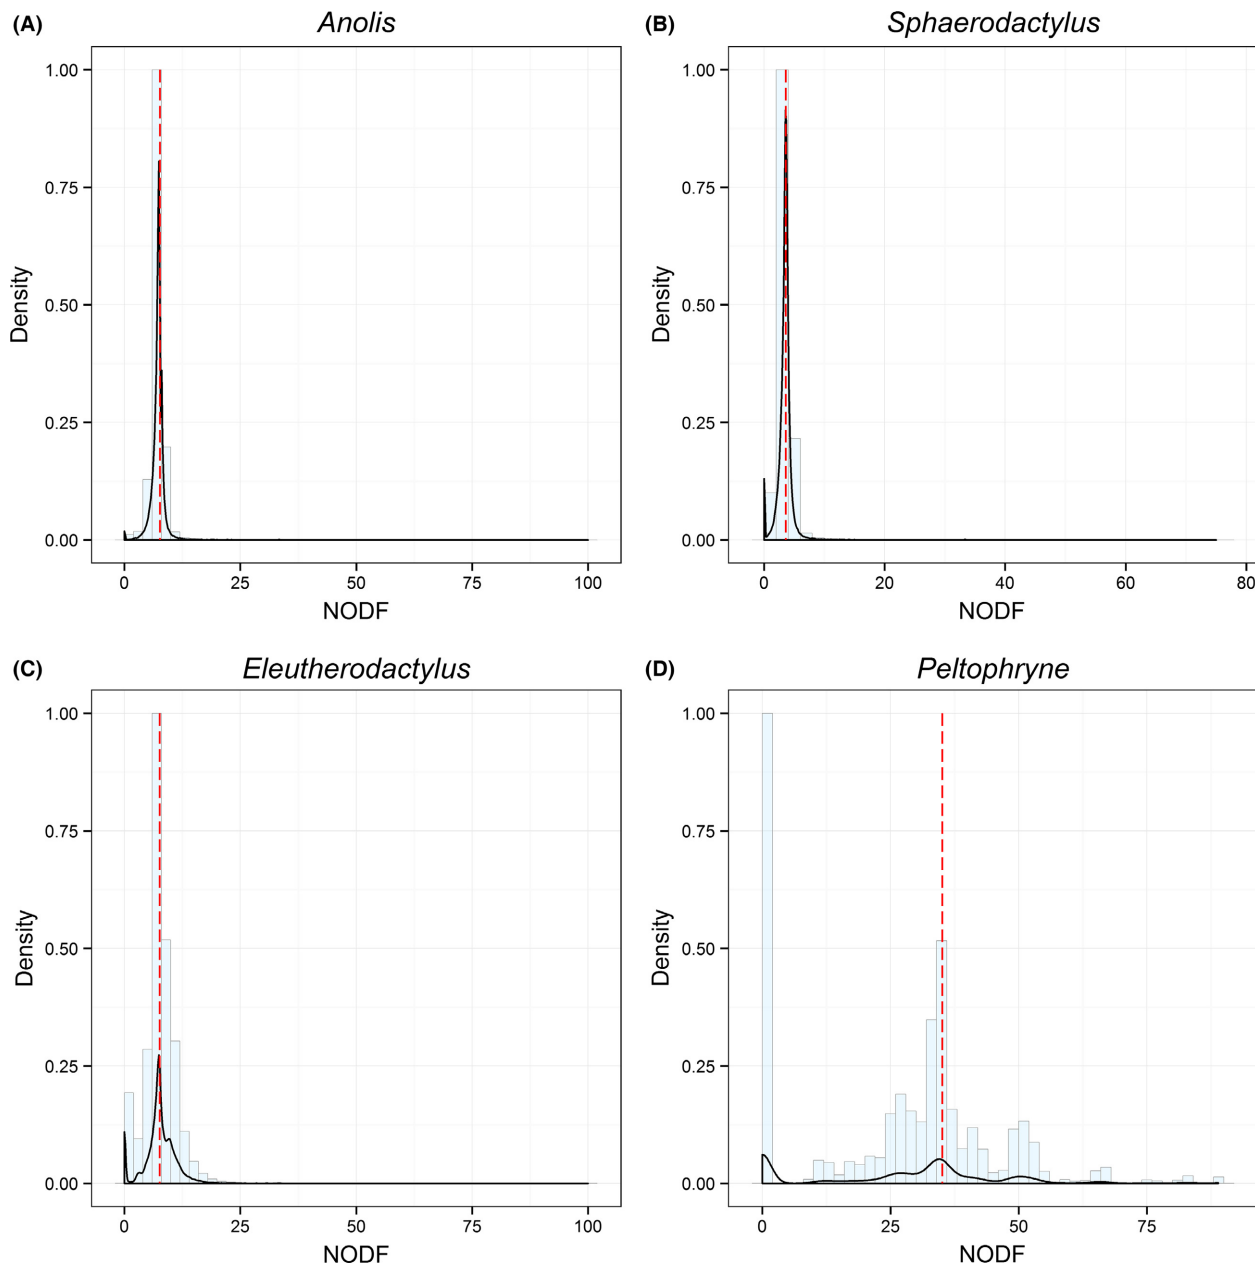 (A) Anolis
1.00
0.75
0.50
0.25
0.00
Density
0 25 50 75 100
NODF
(B) Sphaerodactylus
1.00
0.75
0.50
0.25
0.00
Density
0 20 40 60 80
NODF
(C) Eleutherodactylus
1.00
0.75
0.50
0.25
0.00
Density
0 25 50 75 100
NODF
(D) Peltophryne
1.00
0.75
0.50
0.25
0.00
Density
0 25 50 75
NODF